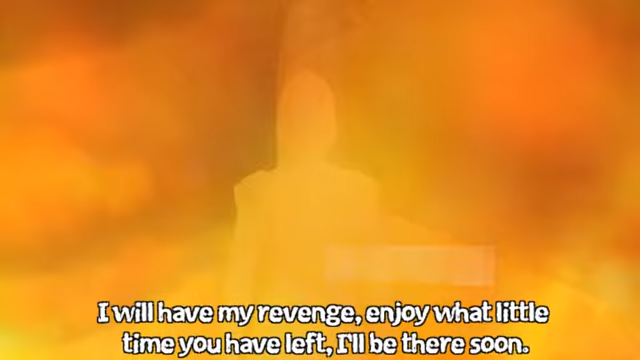 I will have my revenge, enjoy what little
time you have left, I'll be there soon.